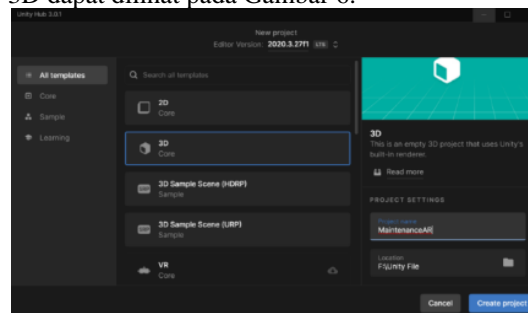 3D dapat dilihat pada Gambar 6.
Unity Hub 3.0.1
New project
Editor Version: 2020.3.27f1 LTS
All templates
Core
Sample
Learning
Search all templates
2D
Core
3D
Core
3D Sample Scene (HDRP)
Sample
3D Sample Scene (URP)
Sample
VR
Core
3D
This is an empty 3D project that uses Unity's
built-in renderer.
Read more
PROJECT SETTINGS
Project name
MaintenanceAR
Location
F:\Unity File
Cancel
Create project